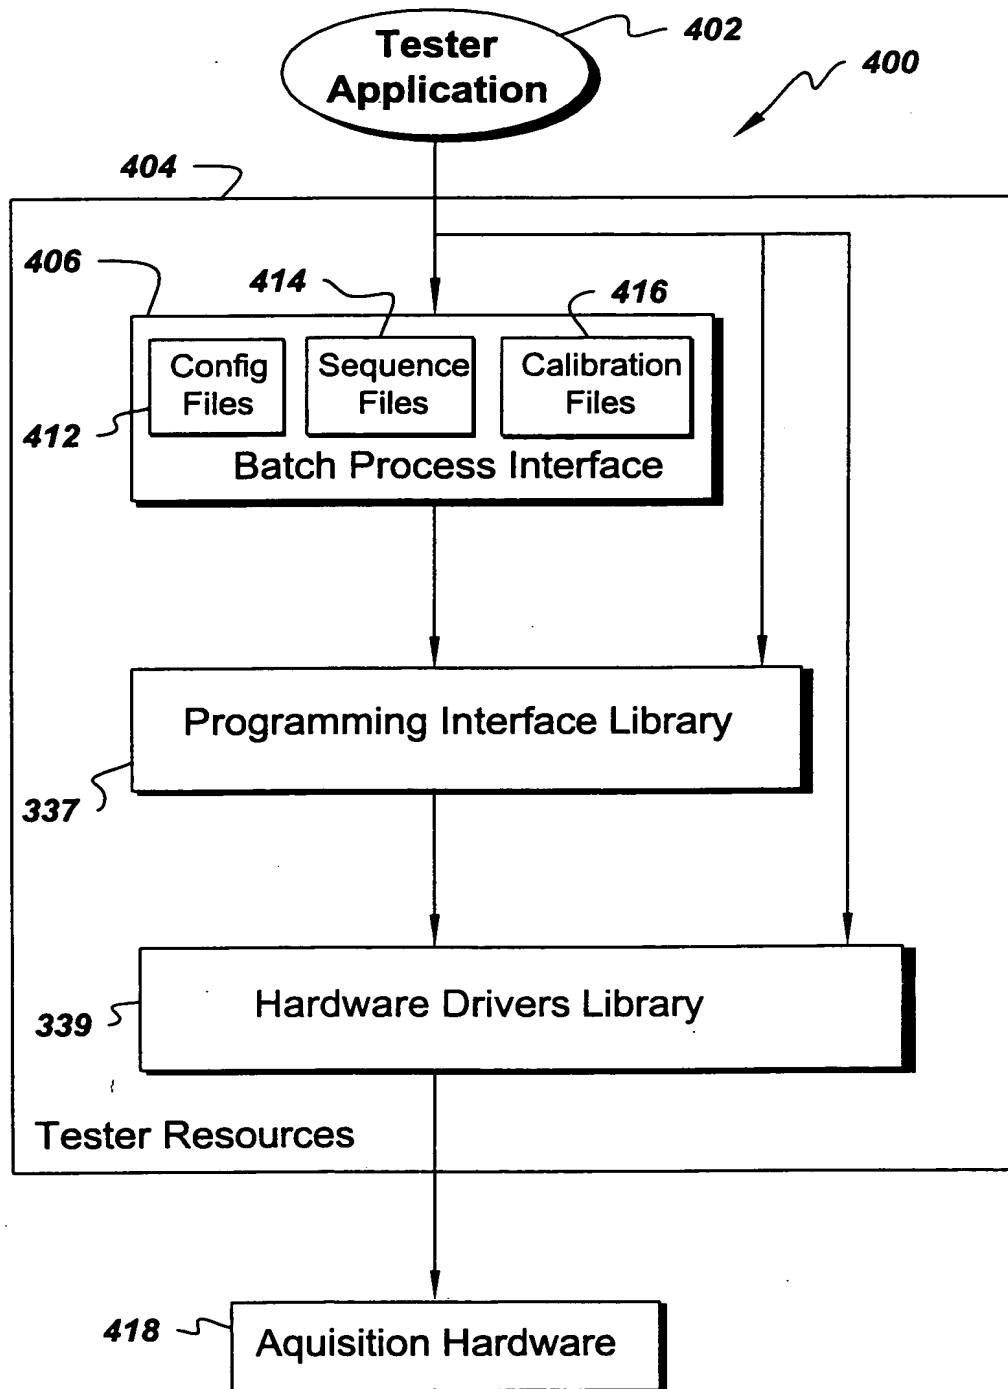 Tester
Application
402
400
404
406
414
416
Config
Files
Sequence
Files
Calibration
Files
412
Batch Process Interface
Programming Interface Library
337
Hardware Drivers Library
339
Tester Resources
418
Aquisition Hardware